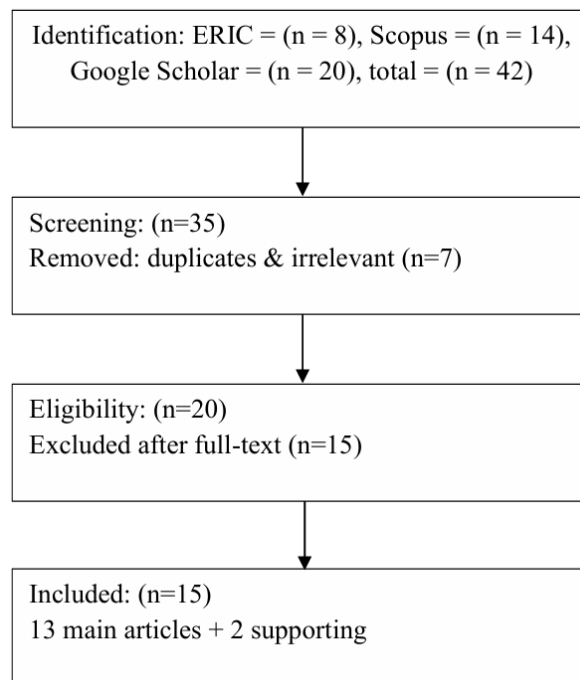 Identification: ERIC = (n = 8), Scopus = (n = 14),
Google Scholar = (n = 20), total = (n = 42)
Screening: (n=35)
Removed: duplicates & irrelevant (n=7)
Eligibility: (n=20)
Excluded after full-text (n=15)
Included: (n=15)
13 main articles + 2 supporting